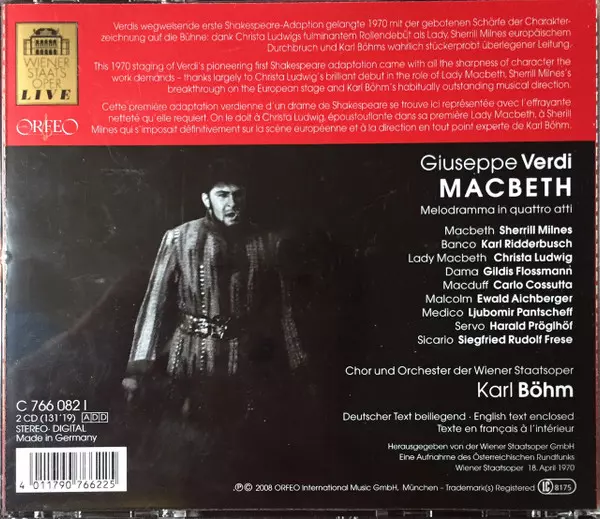 WIENER
STAATS
OPER
LIVE
ORFEO
Verdis wegweisende erste Shakespeare-Adaption gelangte 1970 mit der gebotenen Schärfe der Charakter-
zeichnung auf die Bühne: dank Christa Ludwigs fulminantem Rollendebüt als Lady, Sherrill Milnes europäischem
Durchbruch und Karl Böhms wahrlich stückerprobt überlegener Leitung.
This 1970 staging of Verdi's pioneering first Shakespeare adaptation came with all the sharpness of character the
work demands – thanks largely to Christa Ludwig's brilliant debut in the role of Lady Macbeth, Sherrill Milnes's
breakthrough on the European stage and Karl Böhm's habitually outstanding musical direction.
Cette première adaptation verdienne d'un drame de Shakespeare se trouve ici représentée avec l'effrayante
netteté qu'elle requiert. On le doit à Christa Ludwig, époustouflante dans sa première Lady Macbeth, à Sherill
Milnes qui s'imposait définitivement sur la scène européenne et à la direction en tout point experte de Karl Böhm.
Giuseppe Verdi
MACBETH
Melodramma in quattro atti
Macbeth Sherrill Milnes
Banco Karl Ridderbusch
Lady Macbeth Christa Ludwig
Dama Gildis Flossmann
Macduff Carlo Cossutta
Malcolm Ewald Aichberger
Medico Ljubomir Pantscheff
Servo Harald Pröglhöf
Sicario Siegfried Rudolf Frese
Chor und Orchester der Wiener Staatsoper
Karl Böhm
Deutscher Text beiliegend · English text enclosed
Texte en français à l'intérieur
Herausgegeben von der Wiener Staatsoper GmbH
Eine Aufnahme des Österreichischen Rundfunks
Wiener Staatsoper 18. April 1970
C 766 082 I
2 CD (131'19) ADD
STEREO · DIGITAL
Made in Germany
4 011790 766225
℗ © 2008 ORFEO International Music GmbH, München – Trademark(s) Registered LC 8175